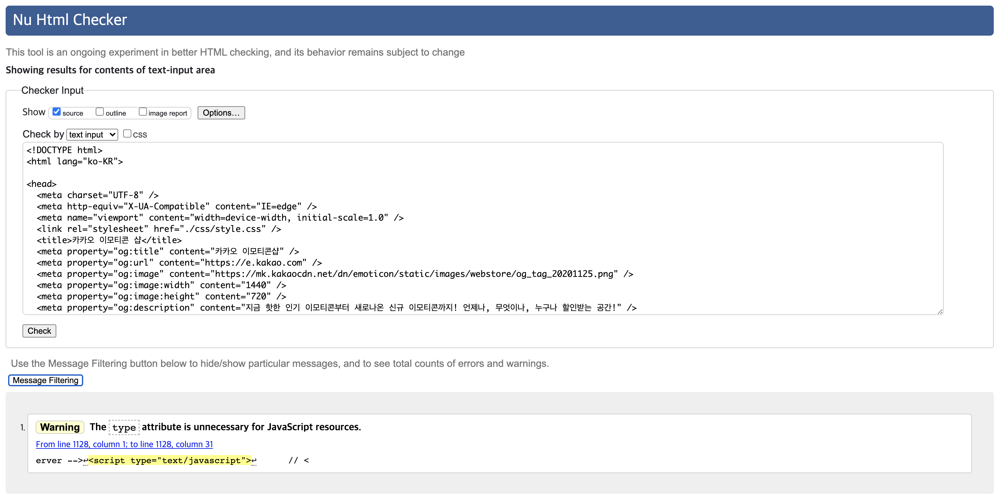 Nu Html Checker
This tool is an ongoing experiment in better HTML checking, and its behavior remains subject to change
Showing results for contents of text-input area
Checker Input
Show source outline image report Options...
Check by text input CSS
<!DOCTYPE html>
<html lang="ko-KR">
<head>
<meta charset="UTF-8" />
<meta http-equiv="X-UA-Compatible" content="IE=edge" />
<meta name="viewport" content="width=device-width, initial-scale=1.0" />
<link rel="stylesheet" href="./css/style.css" />
<title>카카오 이모티콘 샵</title>
<meta property="og:title" content="카카오 이모티콘샵" />
<meta property="og:url" content="https://e.kakao.com" />
<meta property="og:image" content="https://mk.kakaocdn.net/dn/emoticon/static/images/webstore/og_tag_20201125.png" />
<meta property="og:image:width" content="1440" />
<meta property="og:image:height" content="720" />
<meta property="og:description" content="지금 핫한 인기 이모티콘부터 새로나온 신규 이모티콘까지! 언제나, 무엇이나, 누구나 할인받는 공간!" />
Check
Use the Message Filtering button below to hide/show particular messages, and to see total counts of errors and warnings.
Message Filtering
1. Warning The type attribute is unnecessary for JavaScript resources.
From line 1128, column 1; to line 1128, column 31
erver -->↩<script type="text/javascript">↩ // <